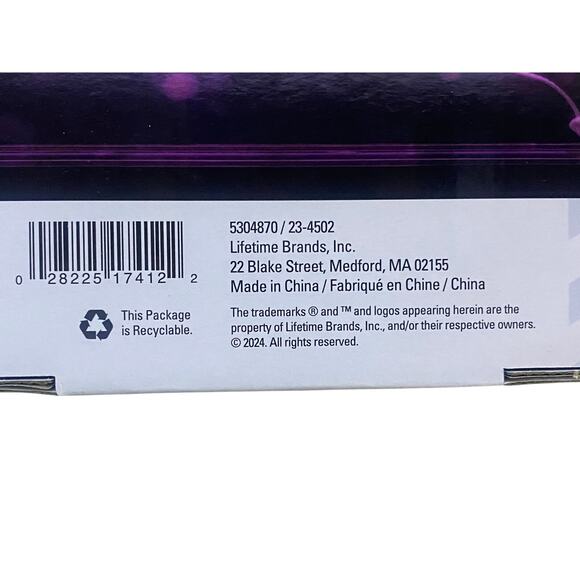 0 28225 17412 2
This Package
is Recyclable.
5304870 / 23-4502
Lifetime Brands, Inc.
22 Blake Street, Medford, MA 02155
Made in China / Fabriqué en Chine / China
The trademarks ® and ™ and logos appearing herein are the
property of Lifetime Brands, Inc., and/or their respective owners.
© 2024. All rights reserved.